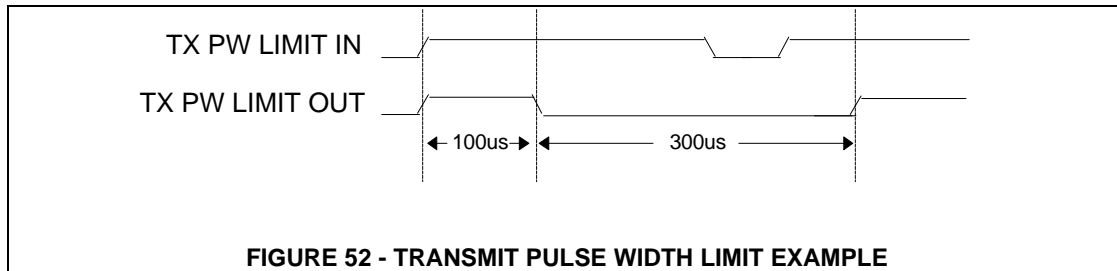 TX PW LIMIT IN
TX PW LIMIT OUT
100us
300us
FIGURE 52 - TRANSMIT PULSE WIDTH LIMIT EXAMPLE